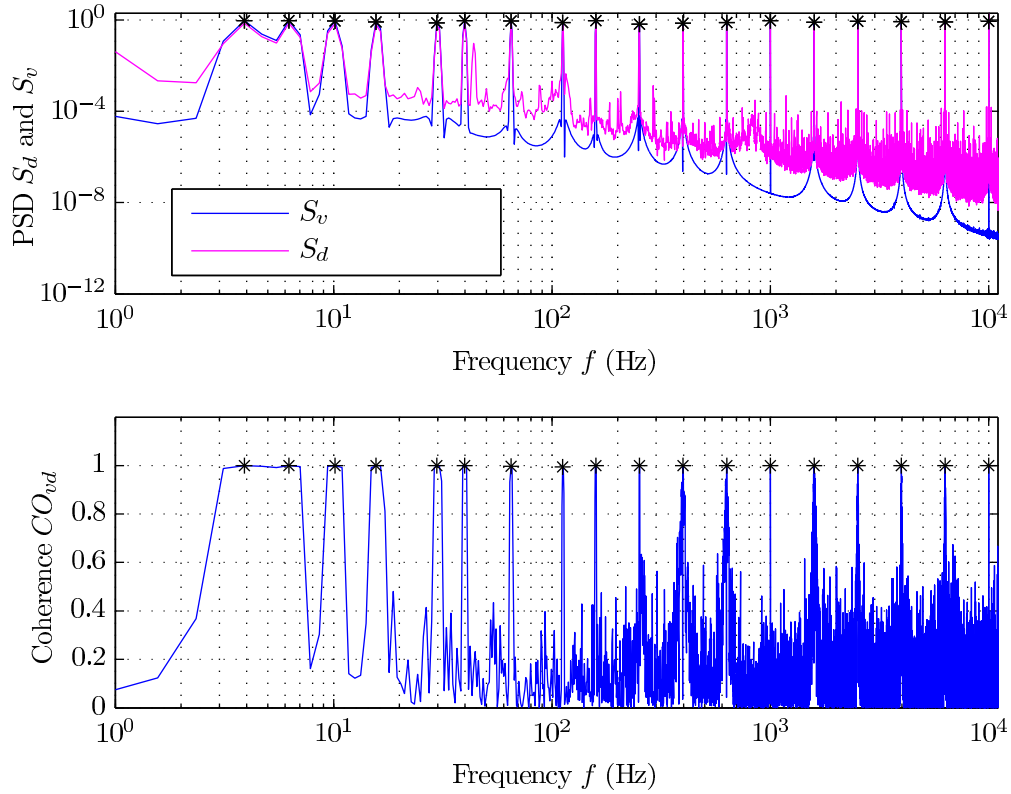 PSD S_d and S_v
10^0
10^{-4}
10^{-8}
10^{-12}
S_v
S_d
10^0 10^1 10^2 10^3 10^4
Frequency f (Hz)
Coherence CO_{vd}
1
0.8
0.6
0.4
0.2
0
10^0 10^1 10^2 10^3 10^4
Frequency f (Hz)